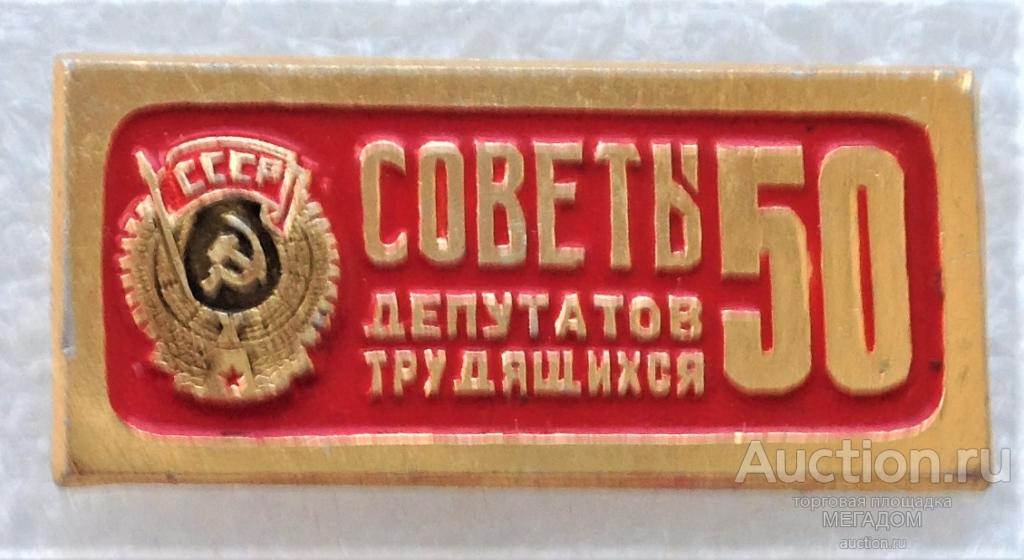 СССР
СОВЕТЫ 50
ДЕПУТАТОВ
ТРУДЯЩИХСЯ
Auction.ru
торговая площадка
МЕГАДОМ
auction.ru